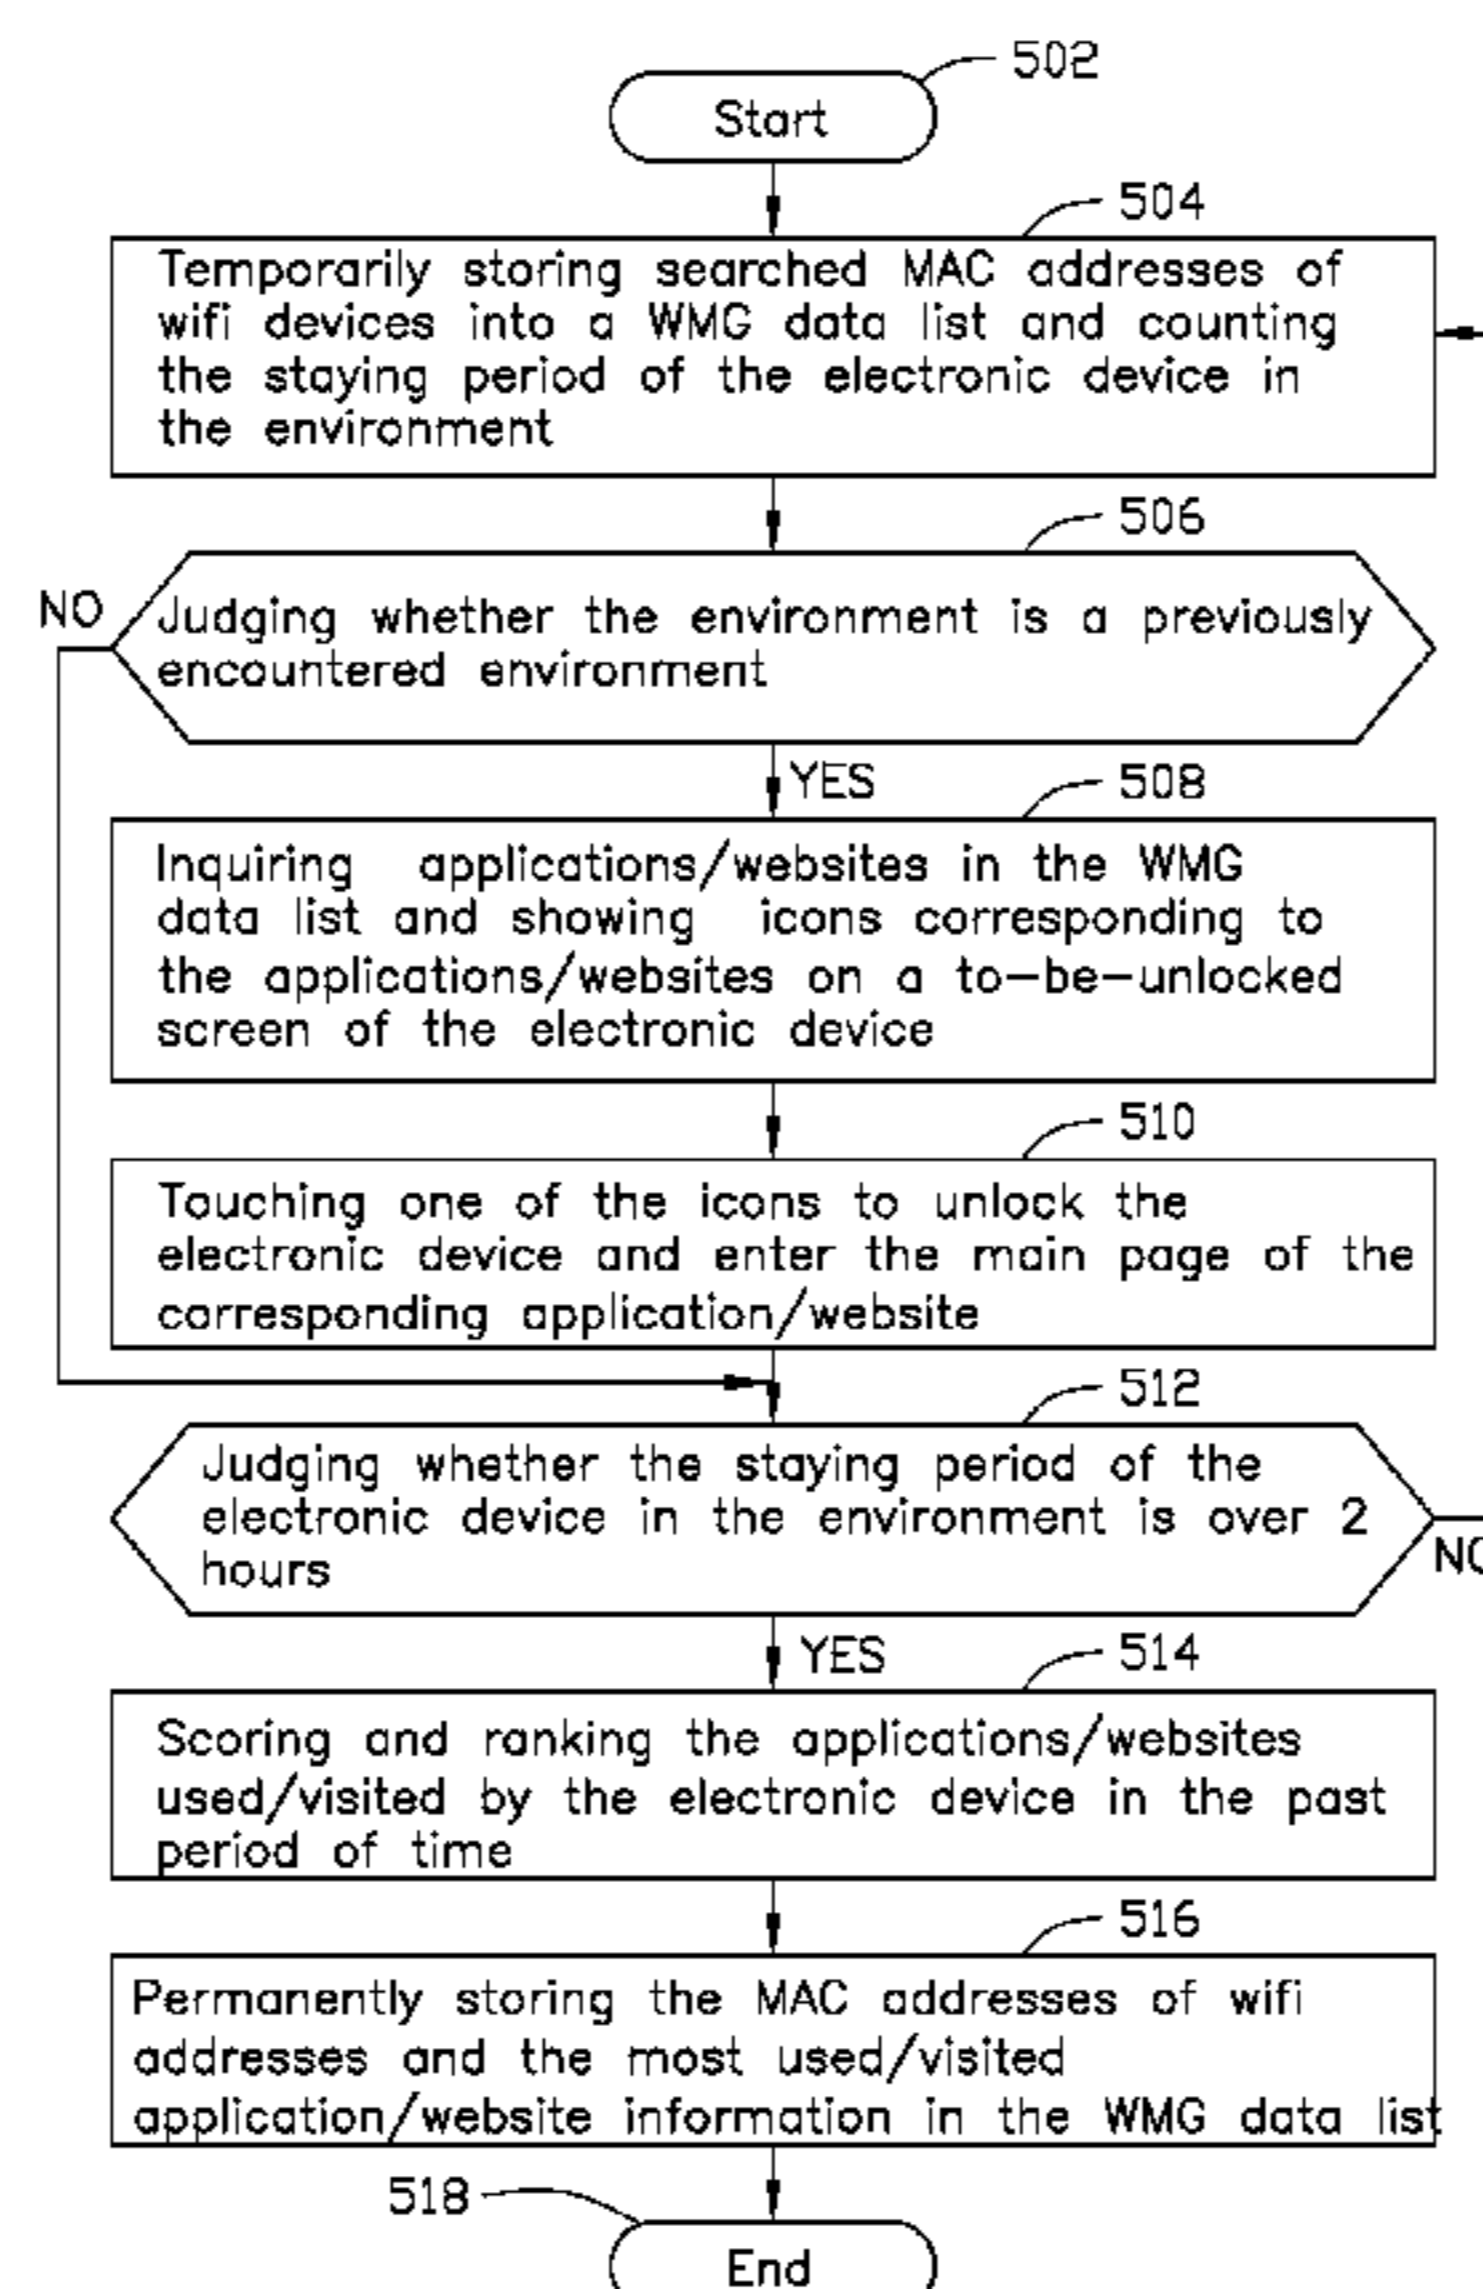 502
Start
504
Temporarily storing searched MAC addresses of
wifi devices into a WMG data list and counting
the staying period of the electronic device in
the environment
506
NO
Judging whether the environment is a previously
encountered environment
YES
508
Inquiring applications/websites in the WMG
data list and showing icons corresponding to
the applications/websites on a to-be-unlocked
screen of the electronic device
510
Touching one of the icons to unlock the
electronic device and enter the main page of the
corresponding application/website
512
Judging whether the staying period of the
electronic device in the environment is over 2
hours
NO
YES
514
Scoring and ranking the applications/websites
used/visited by the electronic device in the past
period of time
516
Permanently storing the MAC addresses of wifi
addresses and the most used/visited
application/website information in the WMG data list
518
End